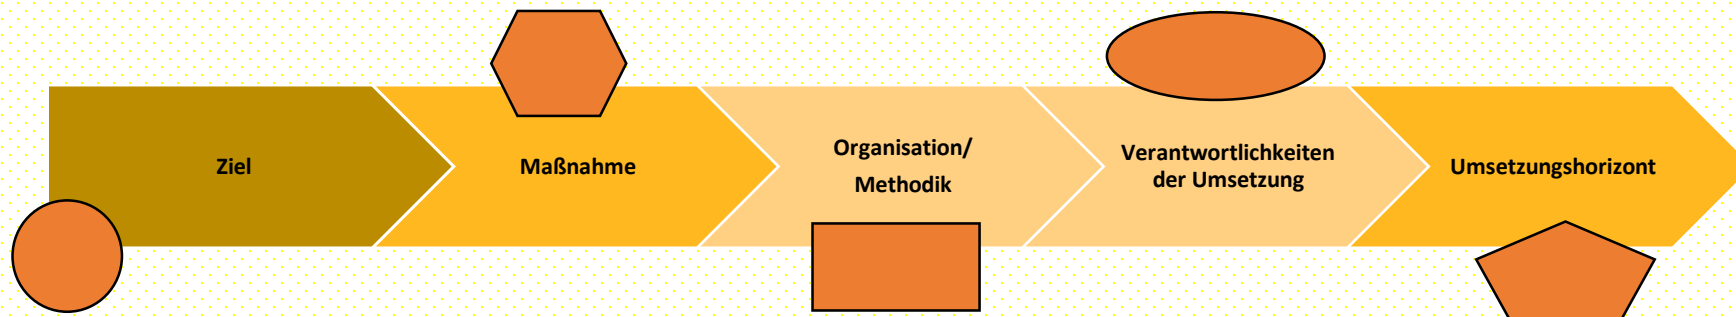 Ziel
Maßnahme
Organisation/
Methodik
Verantwortlichkeiten
der Umsetzung
Umsetzungshorizont